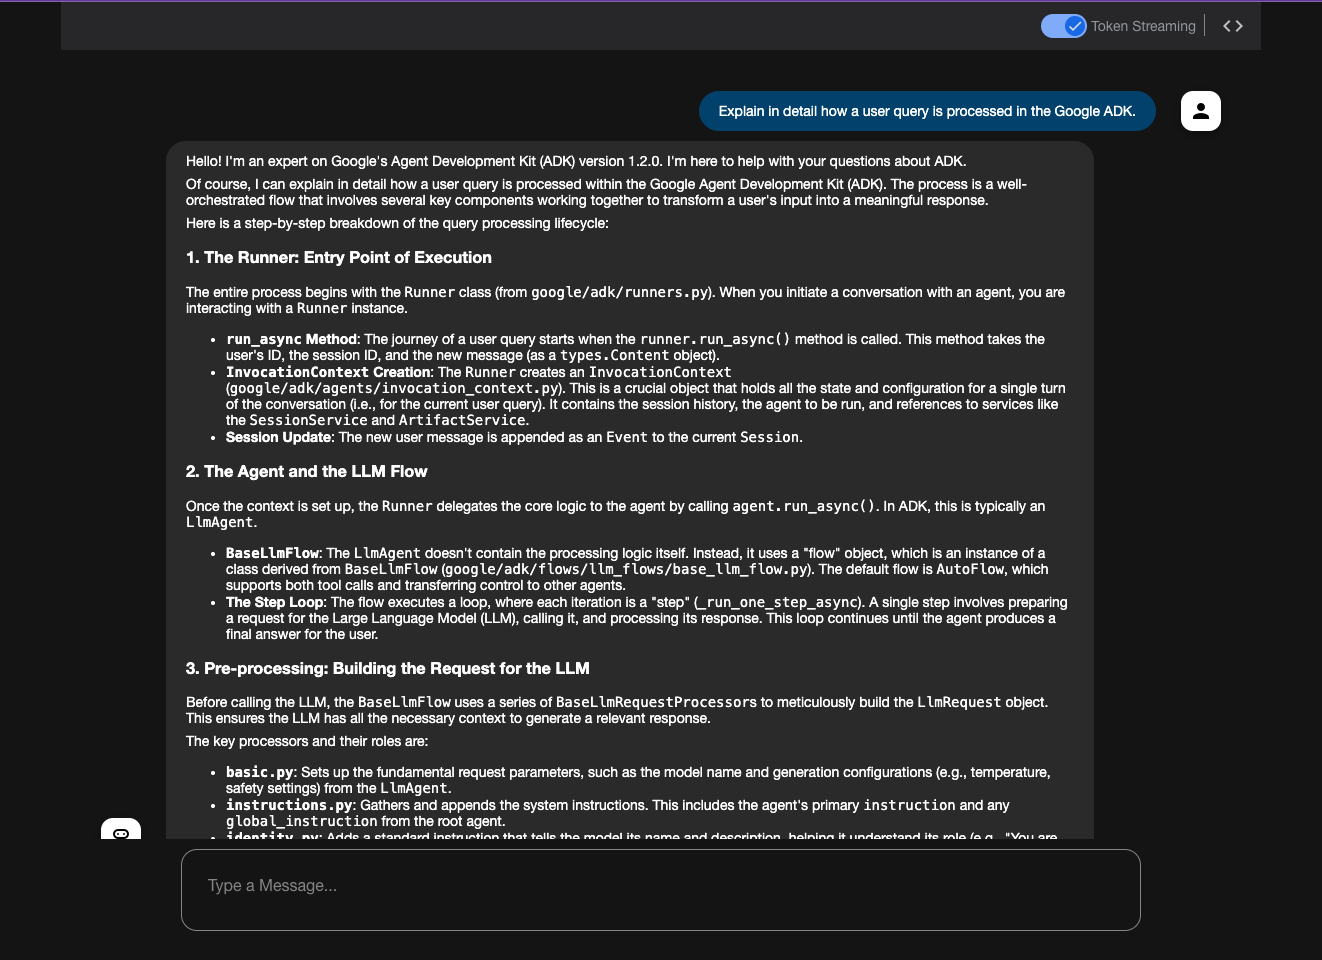 Token Streaming
Explain in detail how a user query is processed in the Google ADK.
Hello! I'm an expert on Google's Agent Development Kit (ADK) version 1.2.0. I'm here to help with your questions about ADK.
Of course, I can explain in detail how a user query is processed within the Google Agent Development Kit (ADK). The process is a well-
orchestrated flow that involves several key components working together to transform a user's input into a meaningful response.
Here is a step-by-step breakdown of the query processing lifecycle:
1. The Runner: Entry Point of Execution
The entire process begins with the Runner class (from google/adk/runners.py). When you initiate a conversation with an agent, you are
interacting with a Runner instance.
• run_async Method: The journey of a user query starts when the runner.run_async() method is called. This method takes the
user's ID, the session ID, and the new message (as a types.Content object).
• InvocationContext Creation: The Runner creates an InvocationContext
(google/adk/agents/invocation_context.py). This is a crucial object that holds all the state and configuration for a single turn
of the conversation (i.e., for the current user query). It contains the session history, the agent to be run, and references to services like
the SessionService and ArtifactService.
• Session Update: The new user message is appended as an Event to the current Session.
2. The Agent and the LLM Flow
Once the context is set up, the Runner delegates the core logic to the agent by calling agent.run_async(). In ADK, this is typically an
LlmAgent.
• BaseLlmFlow: The LlmAgent doesn't contain the processing logic itself. Instead, it uses a "flow" object, which is an instance of a
class derived from BaseLlmFlow (google/adk/flows/llm_flows/base_llm_flow.py). The default flow is AutoFlow, which
supports both tool calls and transferring control to other agents.
• The Step Loop: The flow executes a loop, where each iteration is a "step" (_run_one_step_async). A single step involves preparing
a request for the Large Language Model (LLM), calling it, and processing its response. This loop continues until the agent produces a
final answer for the user.
3. Pre-processing: Building the Request for the LLM
Before calling the LLM, the BaseLlmFlow uses a series of BaseLlmRequestProcessors to meticulously build the LlmRequest object.
This ensures the LLM has all the necessary context to generate a relevant response.
The key processors and their roles are:
• basic.py: Sets up the fundamental request parameters, such as the model name and generation configurations (e.g., temperature,
safety settings) from the LlmAgent.
• instructions.py: Gathers and appends the system instructions. This includes the agent's primary instruction and any
global_instruction from the root agent.
• identity.py: Adds a standard instruction that tells the model its name and description, helping it understand its role (e.g., "You are
Type a Message...